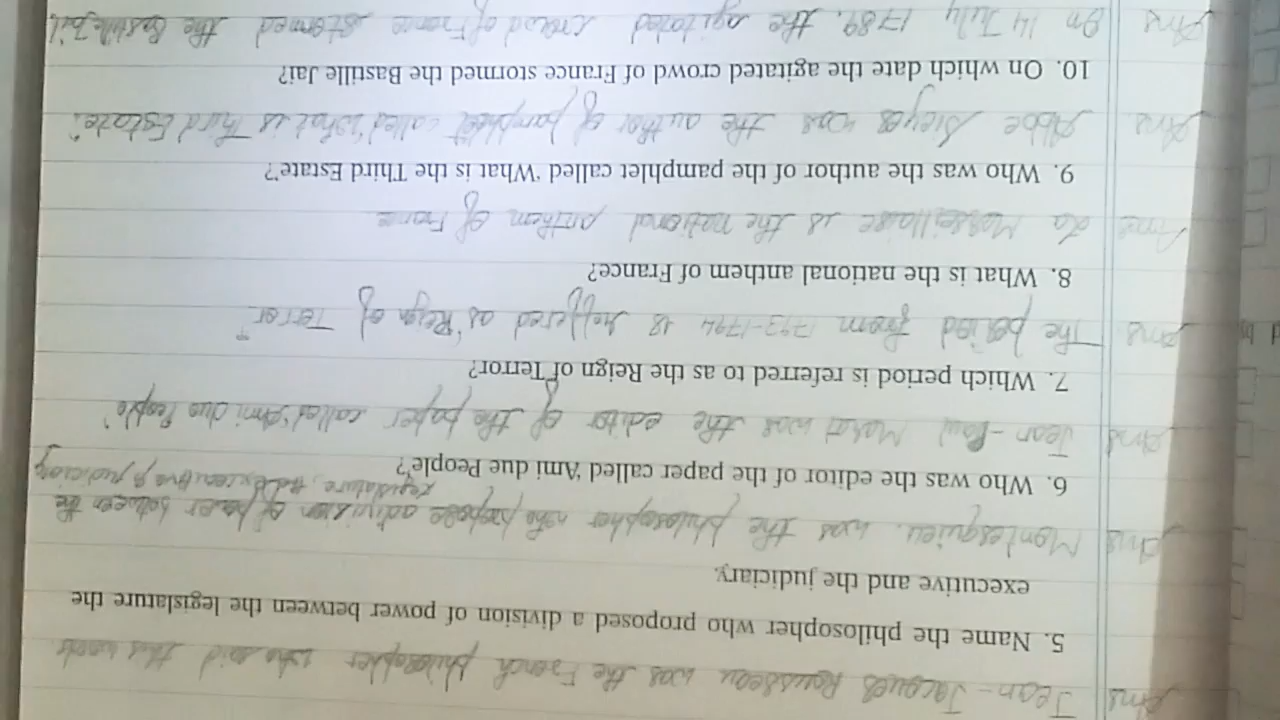 Ans Jean-Jacques Rousseau was the French philosopher who said this words
5. Name the philosopher who proposed a division of power between the legislature the
executive and the judiciary.
Ans Montesquieu. was the philosopher who propose a division of power between the
legislature, executive & judiciary
6. Who was the editor of the paper called 'Ami due People'?
Ans Jean-Paul Marat was the editor of the paper called 'Ami due People'
7. Which period is referred to as the Reign of Terror?
Ans The period from 1793-1794 is reffered as "Reign of Terror"
8. What is the national anthem of France?
Ans La Marseillaise is the national anthem of France
9. Who was the author of the pamphlet called 'What is the Third Estate'?
Ans Abbe Sieyes was the author of pamphlet called 'What is Third Estate'.
10. On which date the agitated crowd of France stormed the Bastille Jai?
Ans On 14 July 1789. the agitated crowd of France stormed the Bastille Jail